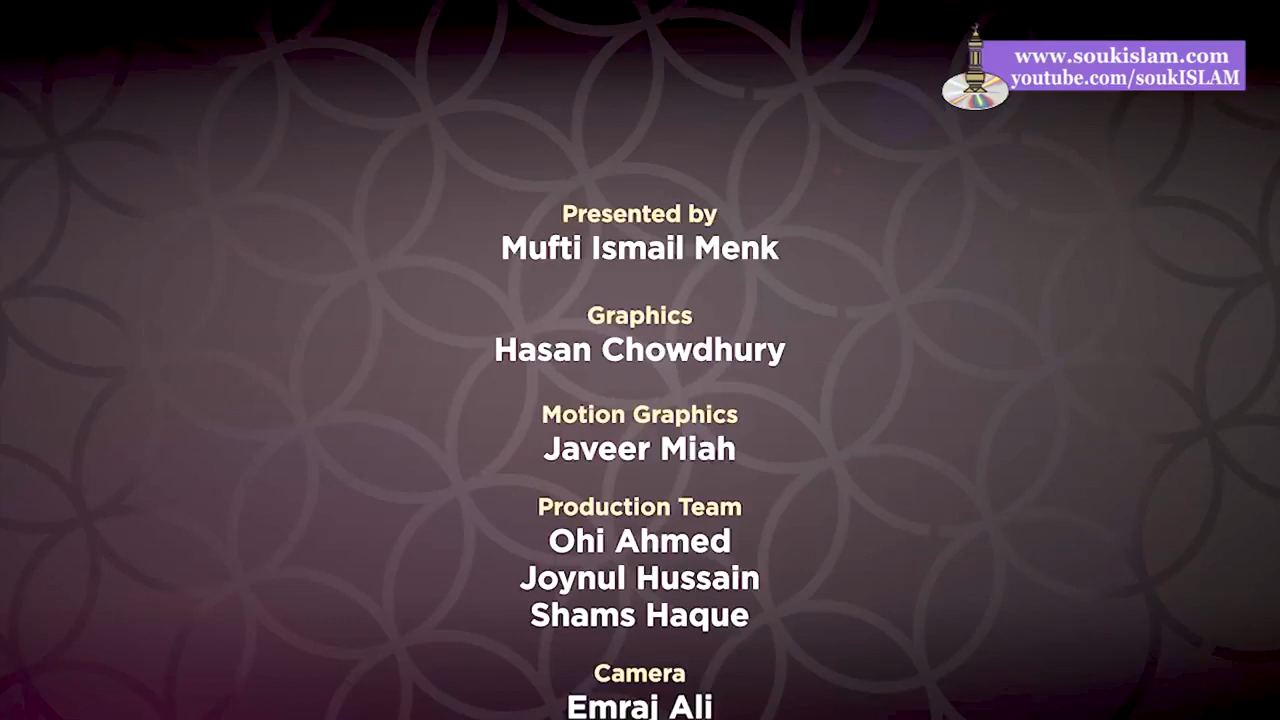 www.soukislam.com
youtube.com/soukISLAM
Presented by
Mufti Ismail Menk
Graphics
Hasan Chowdhury
Motion Graphics
Javeer Miah
Production Team
Ohi Ahmed
Joynul Hussain
Shams Haque
Camera
Emraj Ali